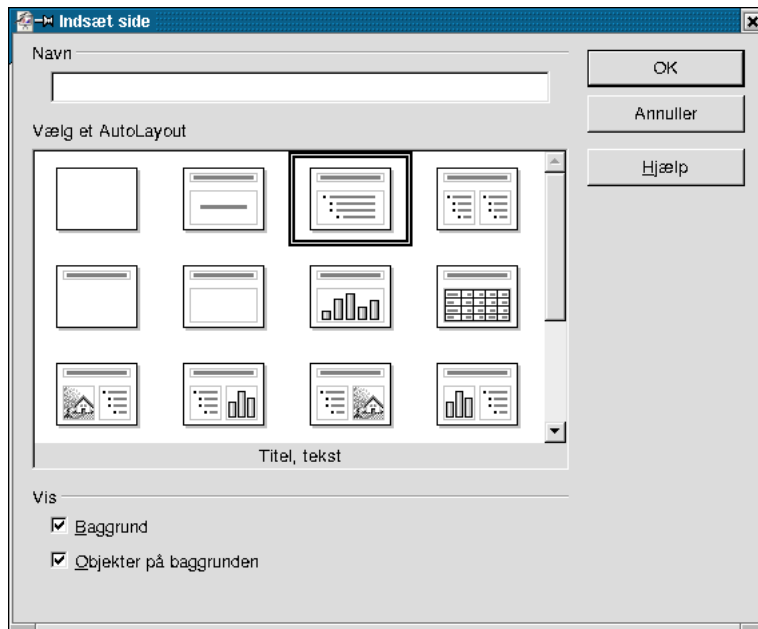 Indsæt side
Navn
OK
Annuller
Hjælp
Vælg et AutoLayout
Titel, tekst
Vis
Baggrund
Objekter på baggrunden